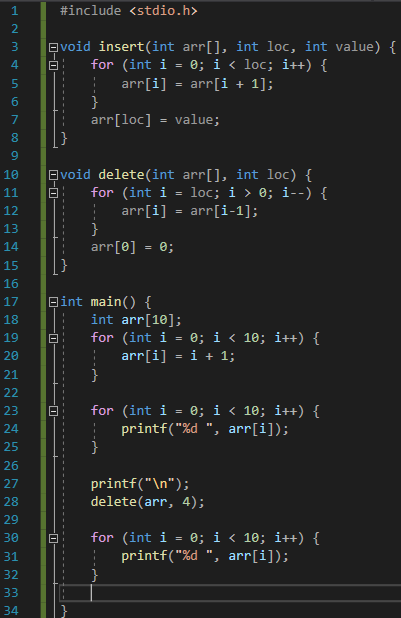 1 #include <stdio.h>
2
3 void insert(int arr[], int loc, int value) {
4 for (int i = 0; i < loc; i++) {
5 arr[i] = arr[i + 1];
6 }
7 arr[loc] = value;
8 }
9
10 void delete(int arr[], int loc) {
11 for (int i = loc; i > 0; i--) {
12 arr[i] = arr[i-1];
13 }
14 arr[0] = 0;
15 }
16
17 int main() {
18 int arr[10];
19 for (int i = 0; i < 10; i++) {
20 arr[i] = i + 1;
21 }
22
23 for (int i = 0; i < 10; i++) {
24 printf("%d ", arr[i]);
25 }
26
27 printf("\n");
28 delete(arr, 4);
29
30 for (int i = 0; i < 10; i++) {
31 printf("%d ", arr[i]);
32 }
33
34 }